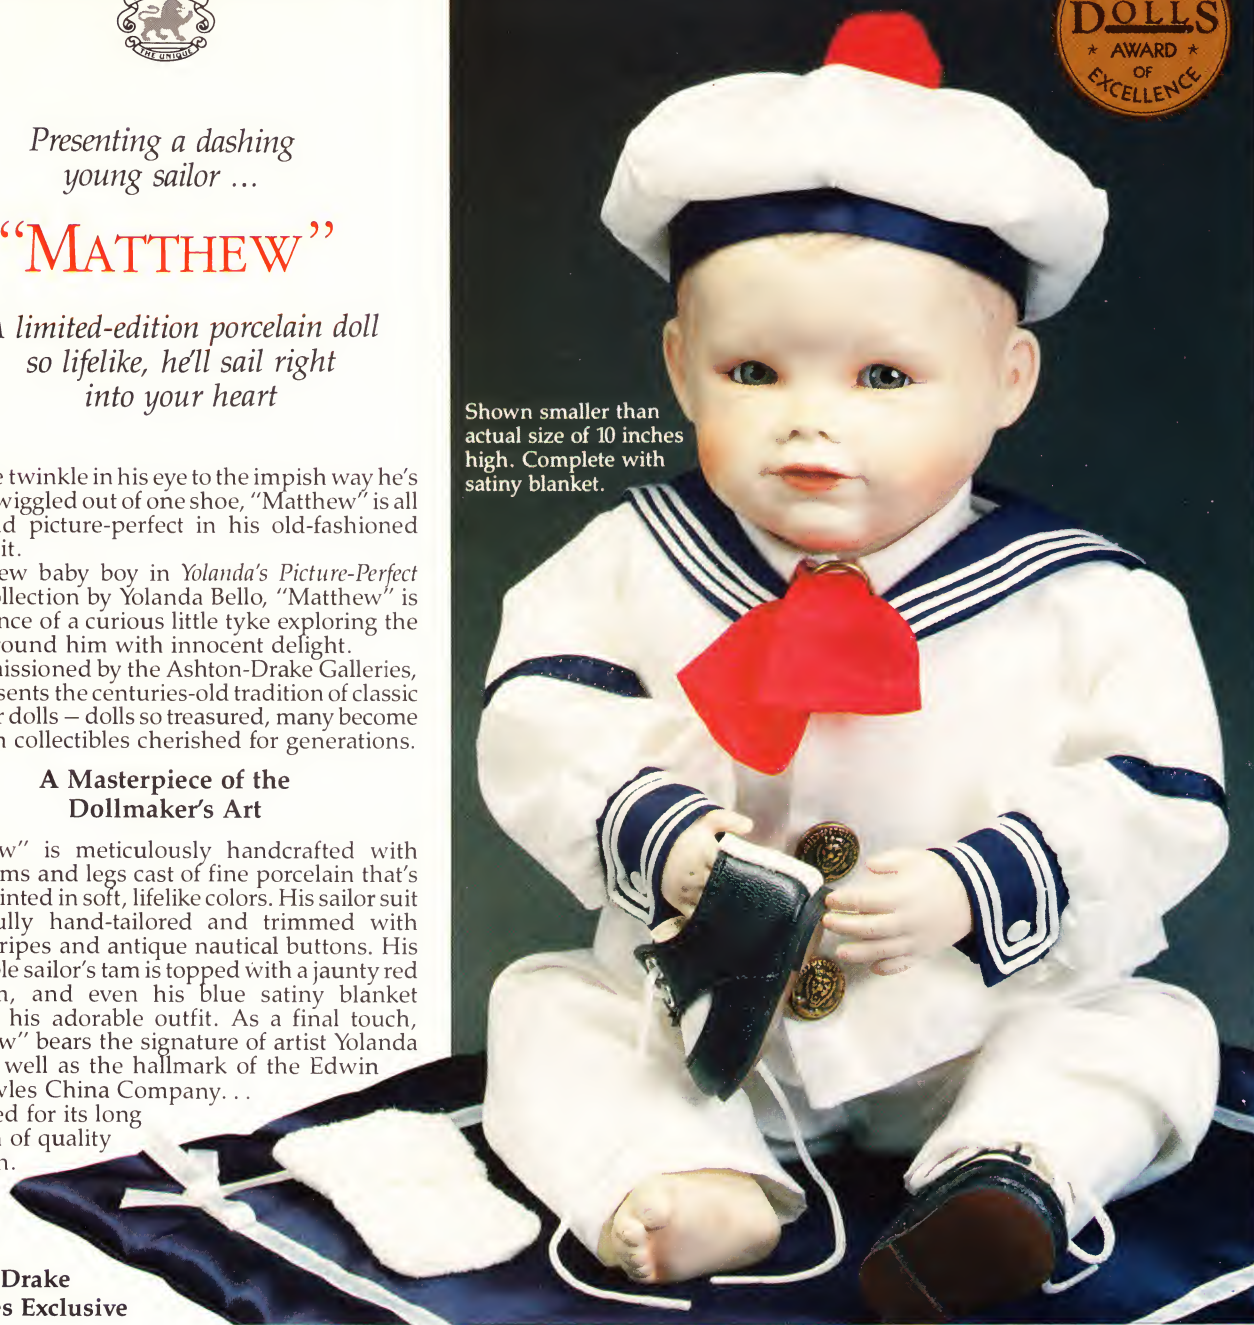 THE UNIQUE
Presenting a dashing
young sailor ...
“MATTHEW”
limited-edition porcelain doll
so lifelike, he'll sail right
into your heart
twinkle in his eye to the impish way he's
wiggled out of one shoe, “Matthew” is all
picture-perfect in his old-fashioned
it.
ew baby boy in Yolanda's Picture-Perfect
llection by Yolanda Bello, “Matthew” is
nce of a curious little tyke exploring the
ound him with innocent delight.
issioned by the Ashton-Drake Galleries,
sents the centuries-old tradition of classic
r dolls — dolls so treasured, many become
n collectibles cherished for generations.
A Masterpiece of the
Dollmaker's Art
w” is meticulously handcrafted with
ms and legs cast of fine porcelain that's
inted in soft, lifelike colors. His sailor suit
ully hand-tailored and trimmed with
ripes and antique nautical buttons. His
le sailor's tam is topped with a jaunty red
n, and even his blue satiny blanket
his adorable outfit. As a final touch,
w” bears the signature of artist Yolanda
well as the hallmark of the Edwin
wles China Company. . .
ed for its long
of quality
n.
Drake
s Exclusive
Shown smaller than
actual size of 10 inches
high. Complete with
satiny blanket.
DOLLS
* AWARD *
OF
EXCELLENCE